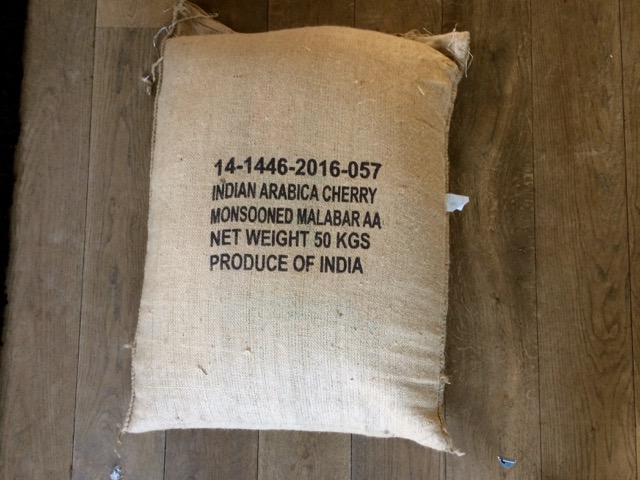 14-1446-2016-057
INDIAN ARABICA CHERRY
MONSOONED MALABAR AA
NET WEIGHT 50 KGS
PRODUCE OF INDIA